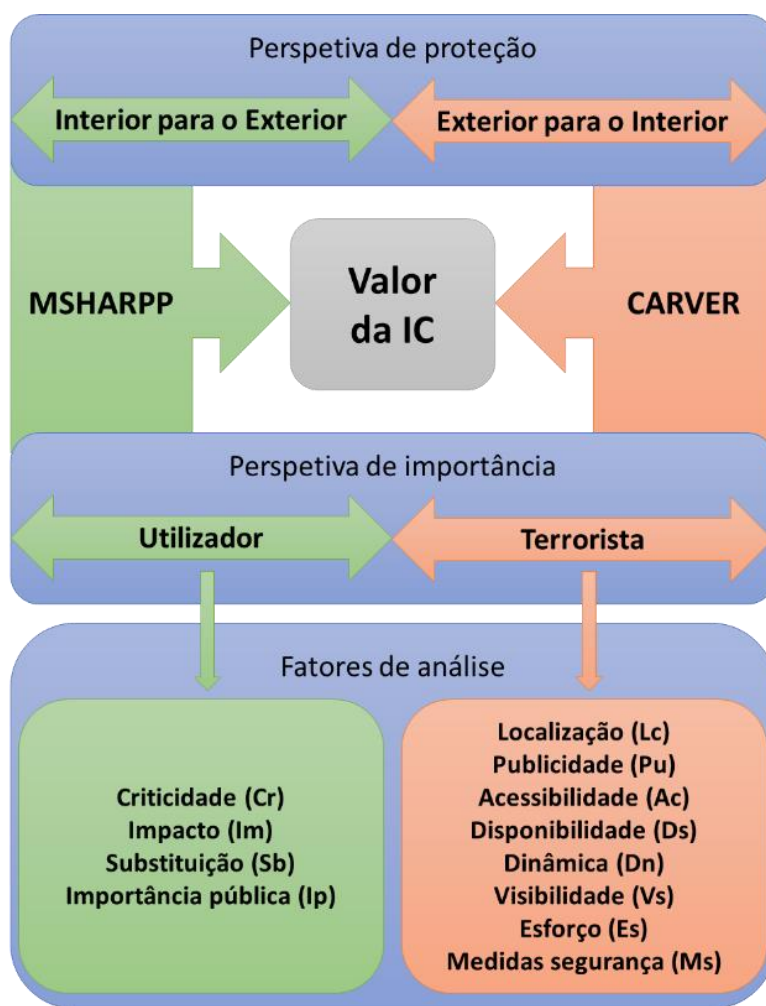 Perspetiva de proteção
Interior para o Exterior
Exterior para o Interior
MSHARPP
Valor
da IC
CARVER
Perspetiva de importância
Utilizador
Terrorista
Fatores de análise
Criticidade (Cr)
Impacto (Im)
Substituição (Sb)
Importância pública (Ip)
Localização (Lc)
Publicidade (Pu)
Acessibilidade (Ac)
Disponibilidade (Ds)
Dinâmica (Dn)
Visibilidade (Vs)
Esforço (Es)
Medidas segurança (Ms)